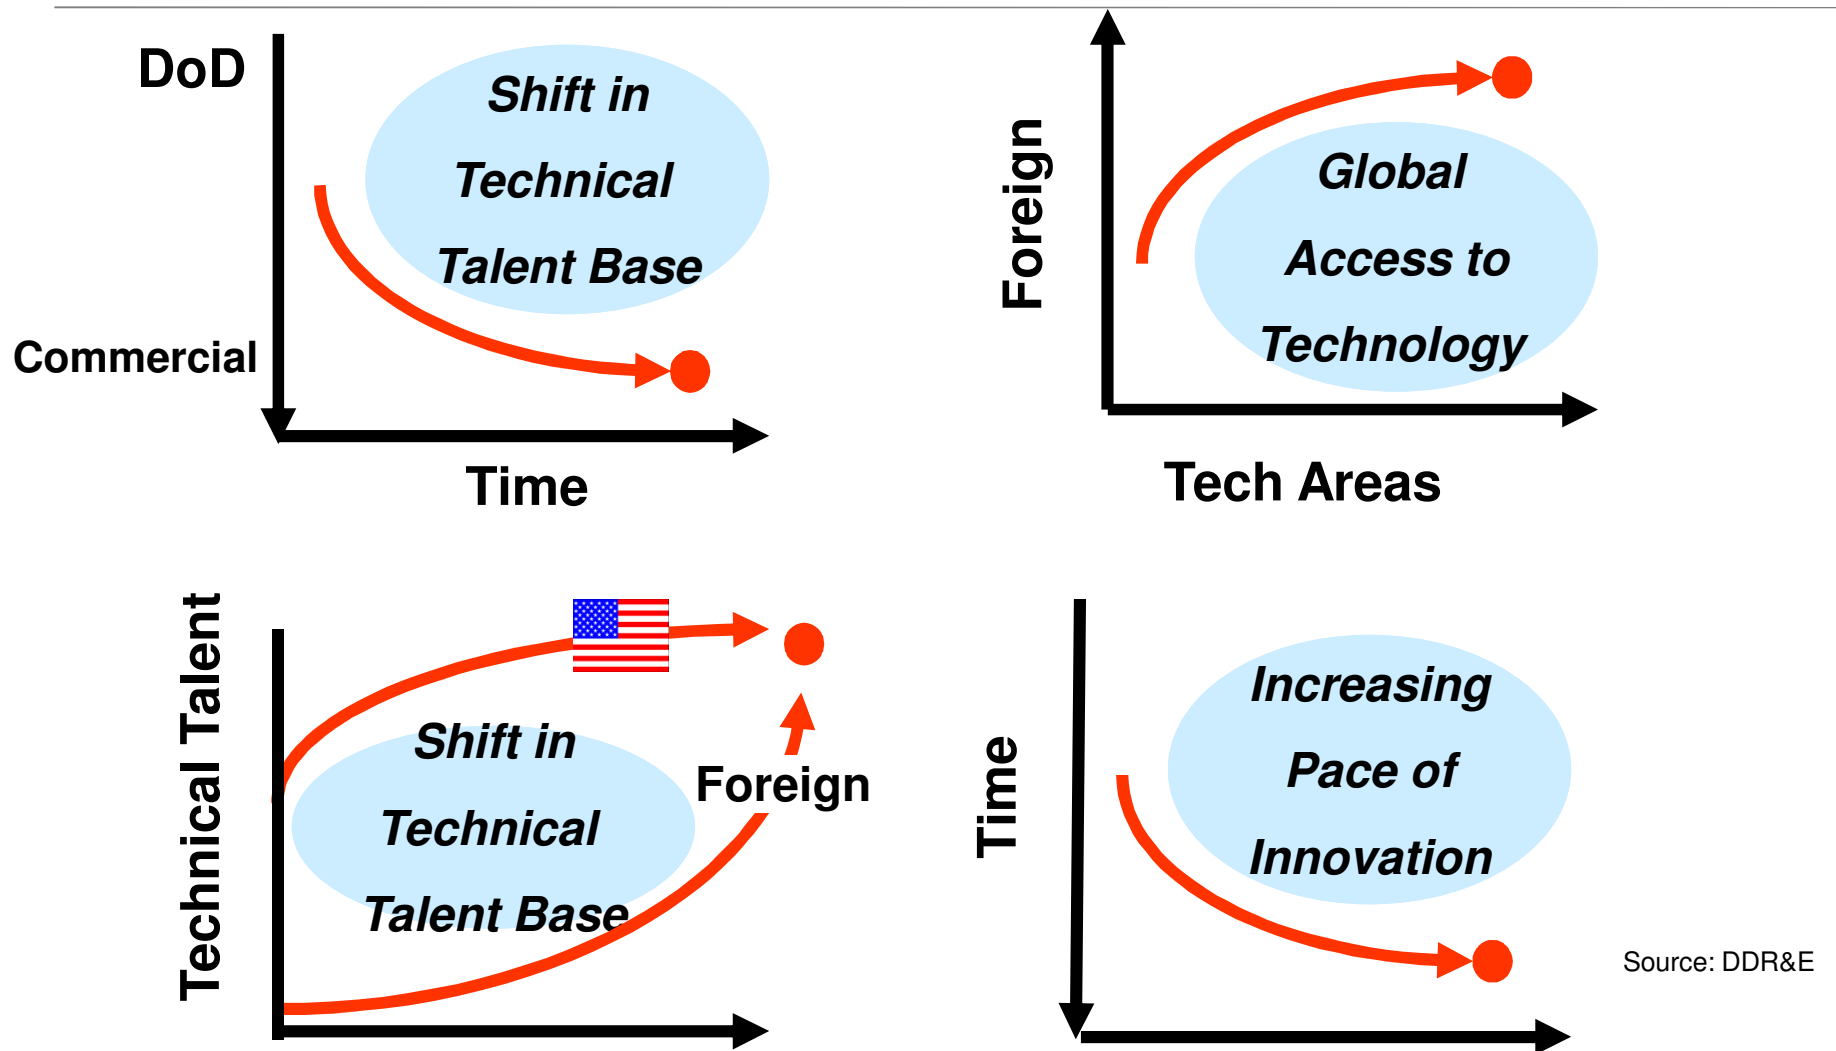 DoD
Shift in
Technical
Talent Base
Commercial
Time
Foreign
Global
Access to
Technology
Tech Areas
Technical Talent
Shift in
Technical
Talent Base
Foreign
Time
Increasing
Pace of
Innovation
Source: DDR&E